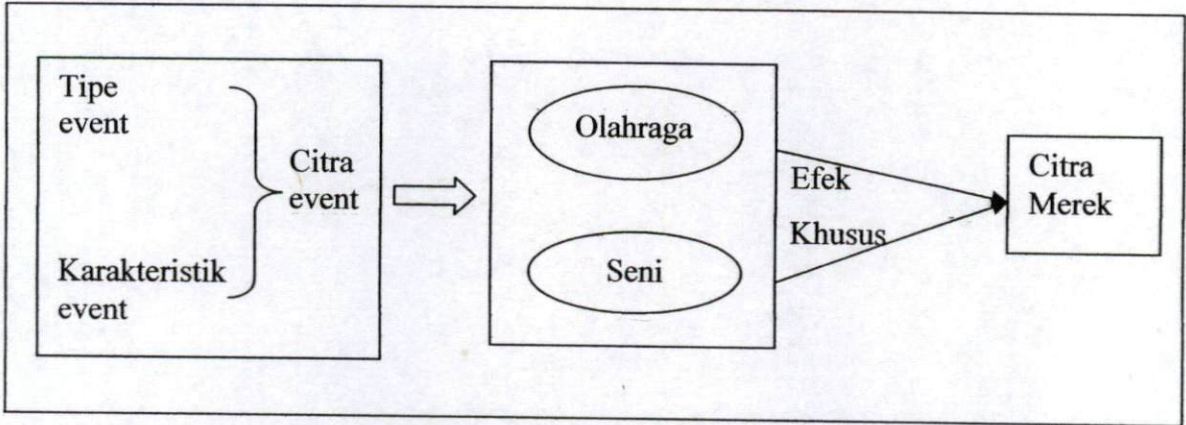 Tipe
event
Citra
event
Karakteristik
event
Olahraga
Seni
Efek
Khusus
Citra
Merek